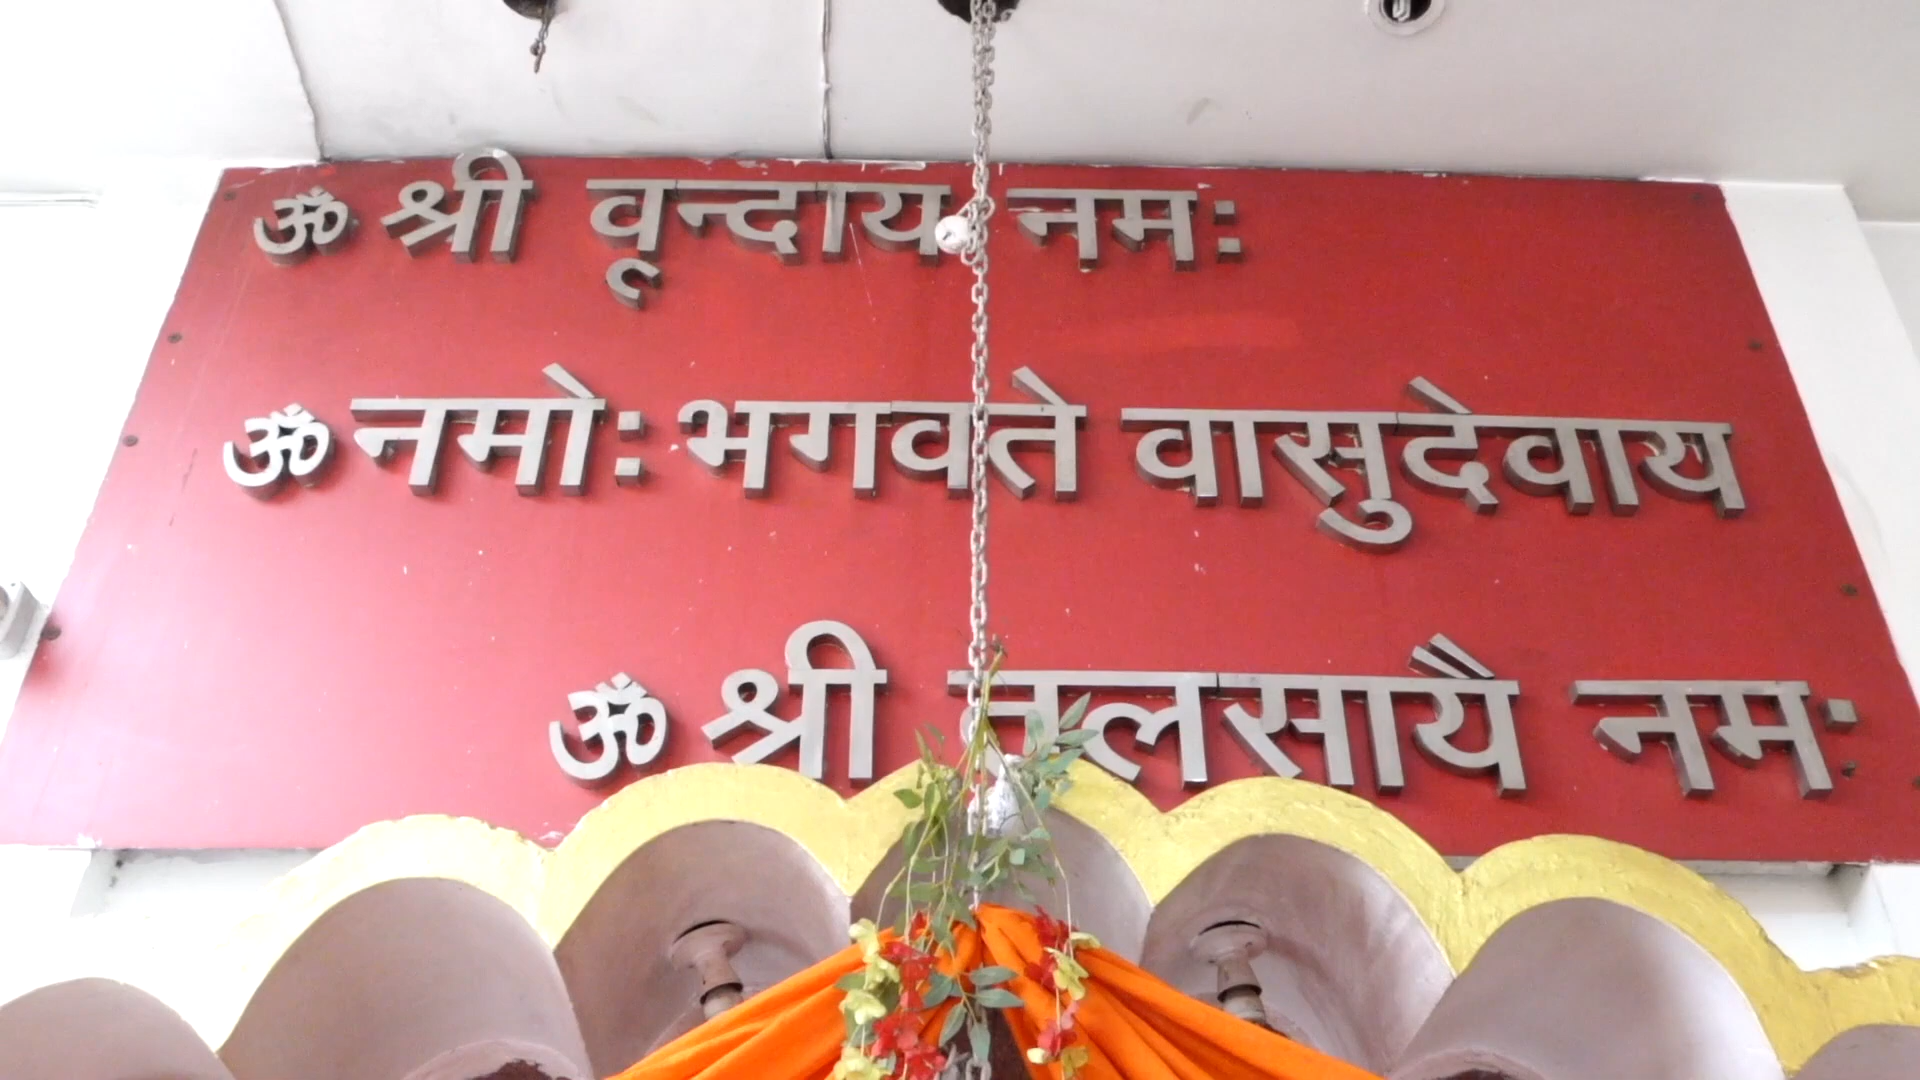 ॐ श्री वृन्दाय नमः
ॐ नमोः भगवते वासुदेवाय
ॐ श्री नमः